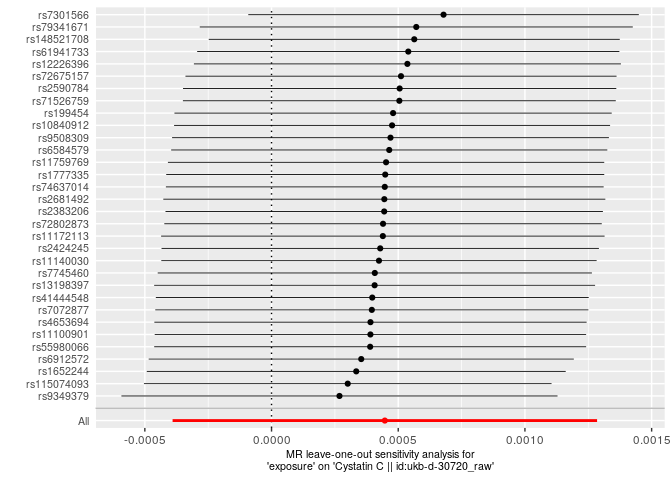 rs7301566
rs79341671
rs148521708
rs61941733
rs12226396
rs72675157
rs2590784
rs71526759
rs199454
rs10840912
rs9508309
rs6584579
rs11759769
rs1777335
rs74637014
rs2681492
rs2383206
rs72802873
rs11172113
rs2424245
rs11140030
rs7745460
rs13198397
rs41444548
rs7072877
rs4653694
rs11100901
rs55980066
rs6912572
rs1652244
rs115074093
rs9349379
All
-0.0005 0.0000 0.0005 0.0010 0.0015
MR leave-one-out sensitivity analysis for
'exposure' on 'Cystatin C || id:ukb-d-30720_raw'